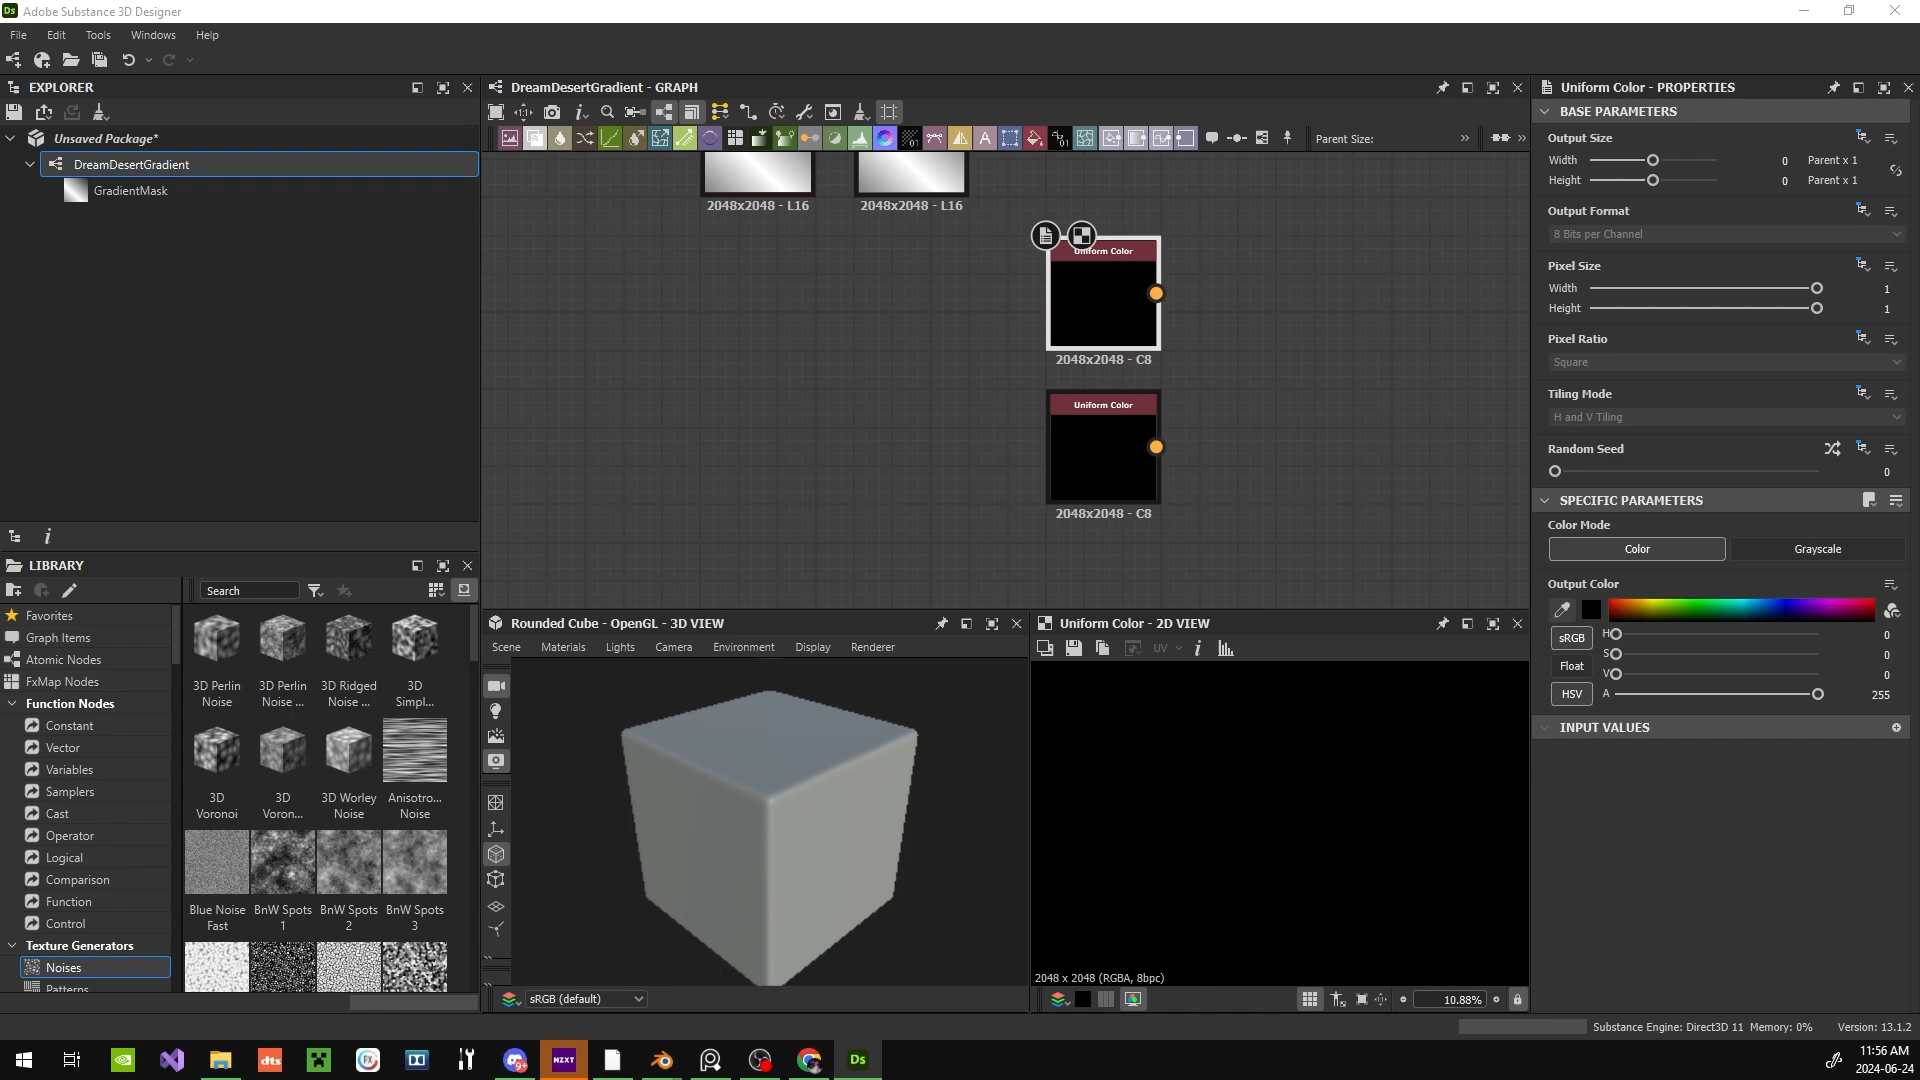 Ds Adobe Substance 3D Designer
File Edit Tools Windows Help
EXPLORER
Unsaved Package*
DreamDesertGradient
GradientMask
LIBRARY
Search
Favorites
Graph Items
Atomic Nodes
FxMap Nodes
Function Nodes
Constant
Vector
Variables
Samplers
Cast
Operator
Logical
Comparison
Function
Control
Texture Generators
Noises
Patterns
3D Perlin Noise
3D Perlin Noise ...
3D Ridged Noise ...
3D Simpl...
3D Voronoi
3D Voron...
3D Worley Noise
Anisotro... Noise
Blue Noise Fast
BnW Spots 1
BnW Spots 2
BnW Spots 3
DreamDesertGradient - GRAPH
Parent Size:
2048x2048 - L16
2048x2048 - L16
Uniform Color
2048x2048 - C8
Uniform Color
2048x2048 - C8
Rounded Cube - OpenGL - 3D VIEW
Scene Materials Lights Camera Environment Display Renderer
sRGB (default)
Uniform Color - 2D VIEW
UV
2048 x 2048 (RGBA, 8bpc)
10.88%
Uniform Color - PROPERTIES
BASE PARAMETERS
Output Size
Width 0 Parent x 1
Height 0 Parent x 1
Output Format
8 Bits per Channel
Pixel Size
Width 1
Height 1
Pixel Ratio
Square
Tiling Mode
H and V Tiling
Random Seed
0
SPECIFIC PARAMETERS
Color Mode
Color Grayscale
Output Color
sRGB H 0
S 0
Float
V 0
HSV A 255
INPUT VALUES
Substance Engine: Direct3D 11 Memory: 0% Version: 13.1.2
dts
FX
9+
NZXT
Ds
11:56 AM
2024-06-24